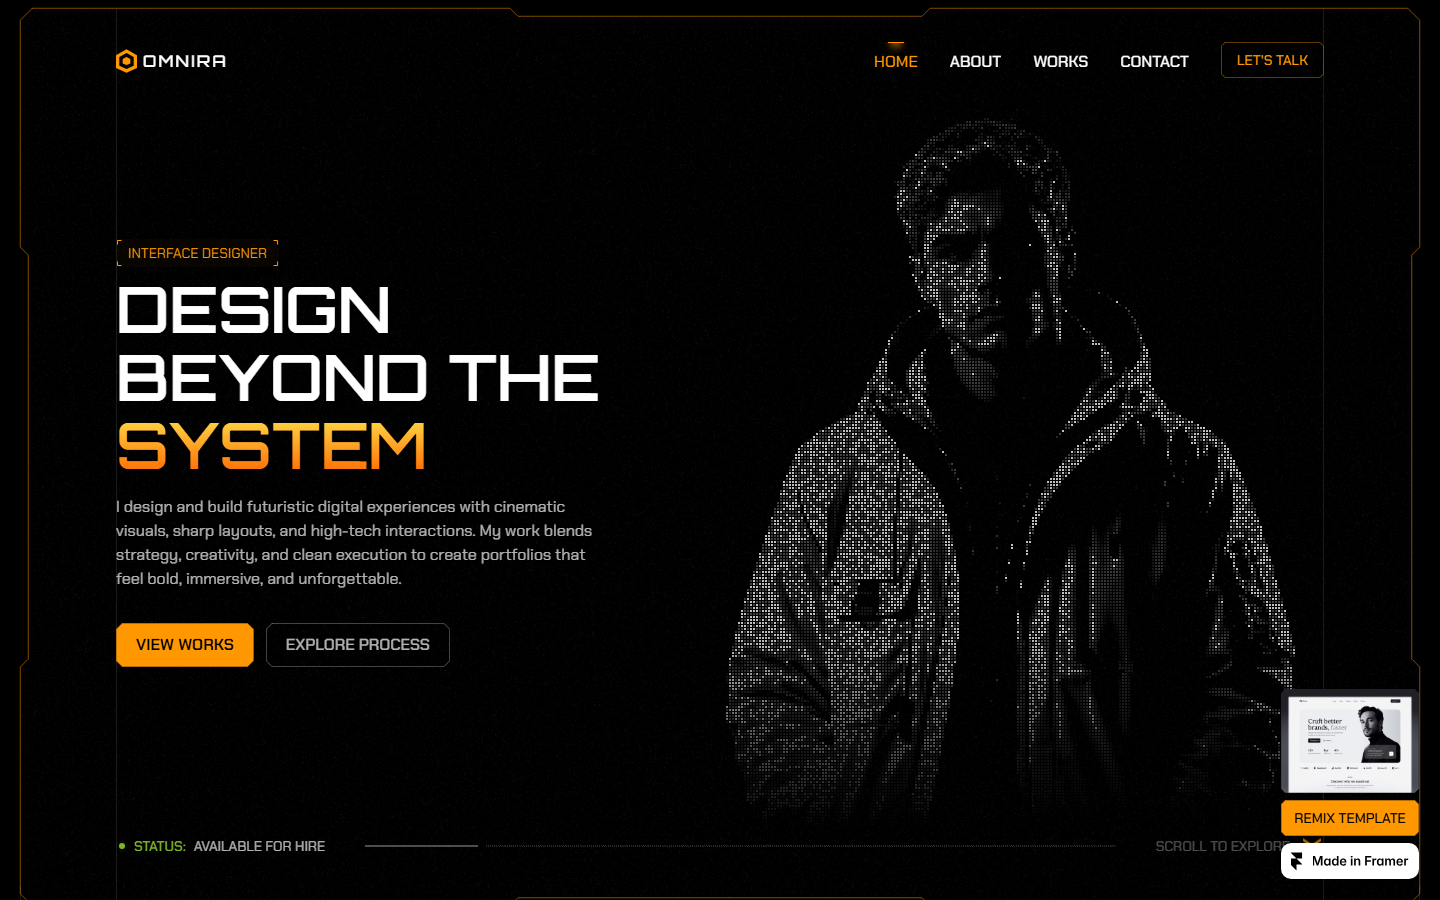 OMNIRA
HOME
ABOUT
WORKS
CONTACT
LET'S TALK
INTERFACE DESIGNER
DESIGN
BEYOND THE
SYSTEM
I design and build futuristic digital experiences with cinematic
visuals, sharp layouts, and high-tech interactions. My work blends
strategy, creativity, and clean execution to create portfolios that
feel bold, immersive, and unforgettable.
VIEW WORKS
EXPLORE PROCESS
Craft better
brands, faster
REMIX TEMPLATE
STATUS: AVAILABLE FOR HIRE
SCROLL TO EXPLORE
Made in Framer